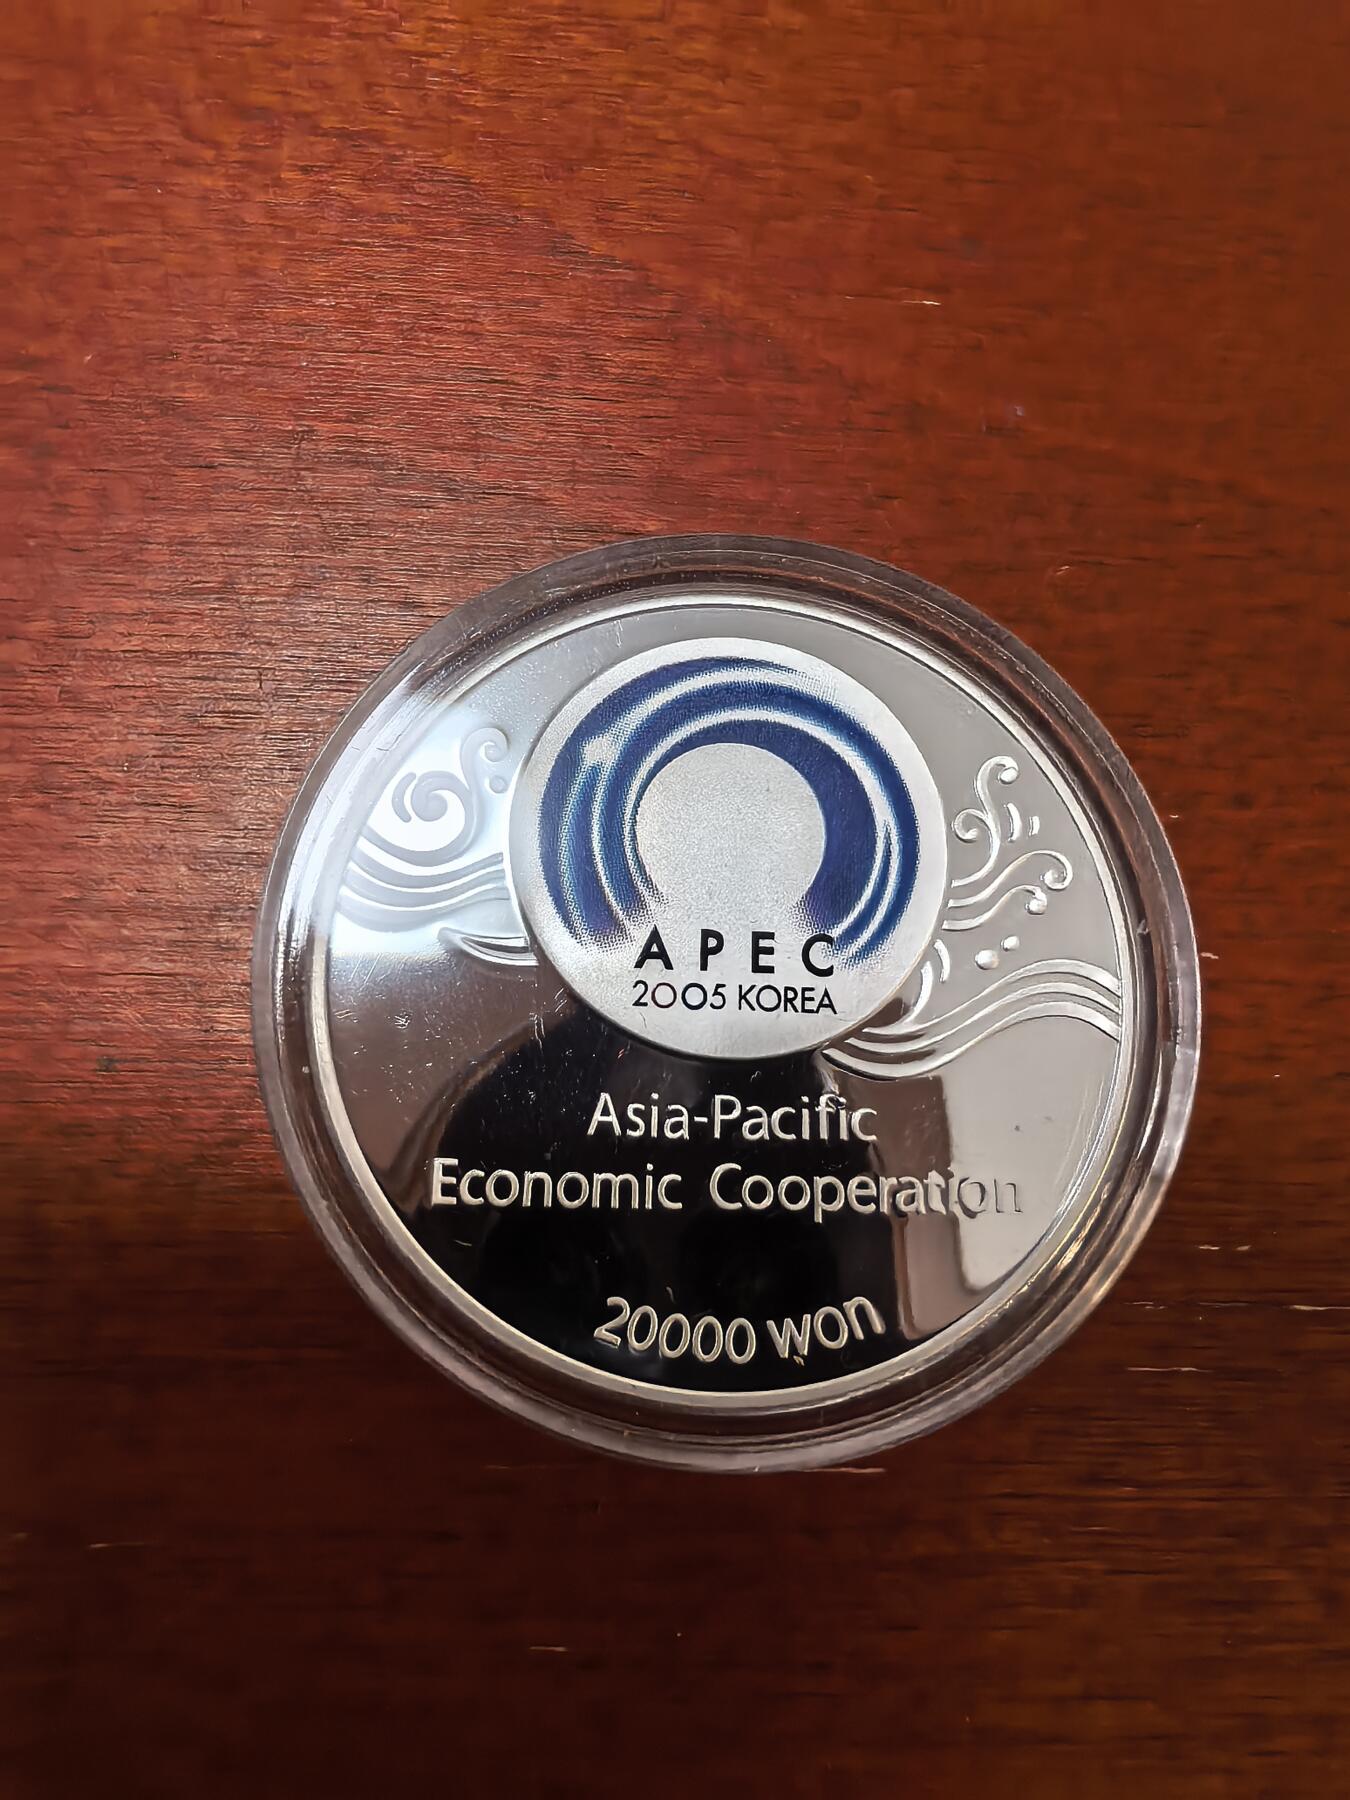 APEC
2005 KOREA
Asia-Pacific
Economic Cooperation
20000 won